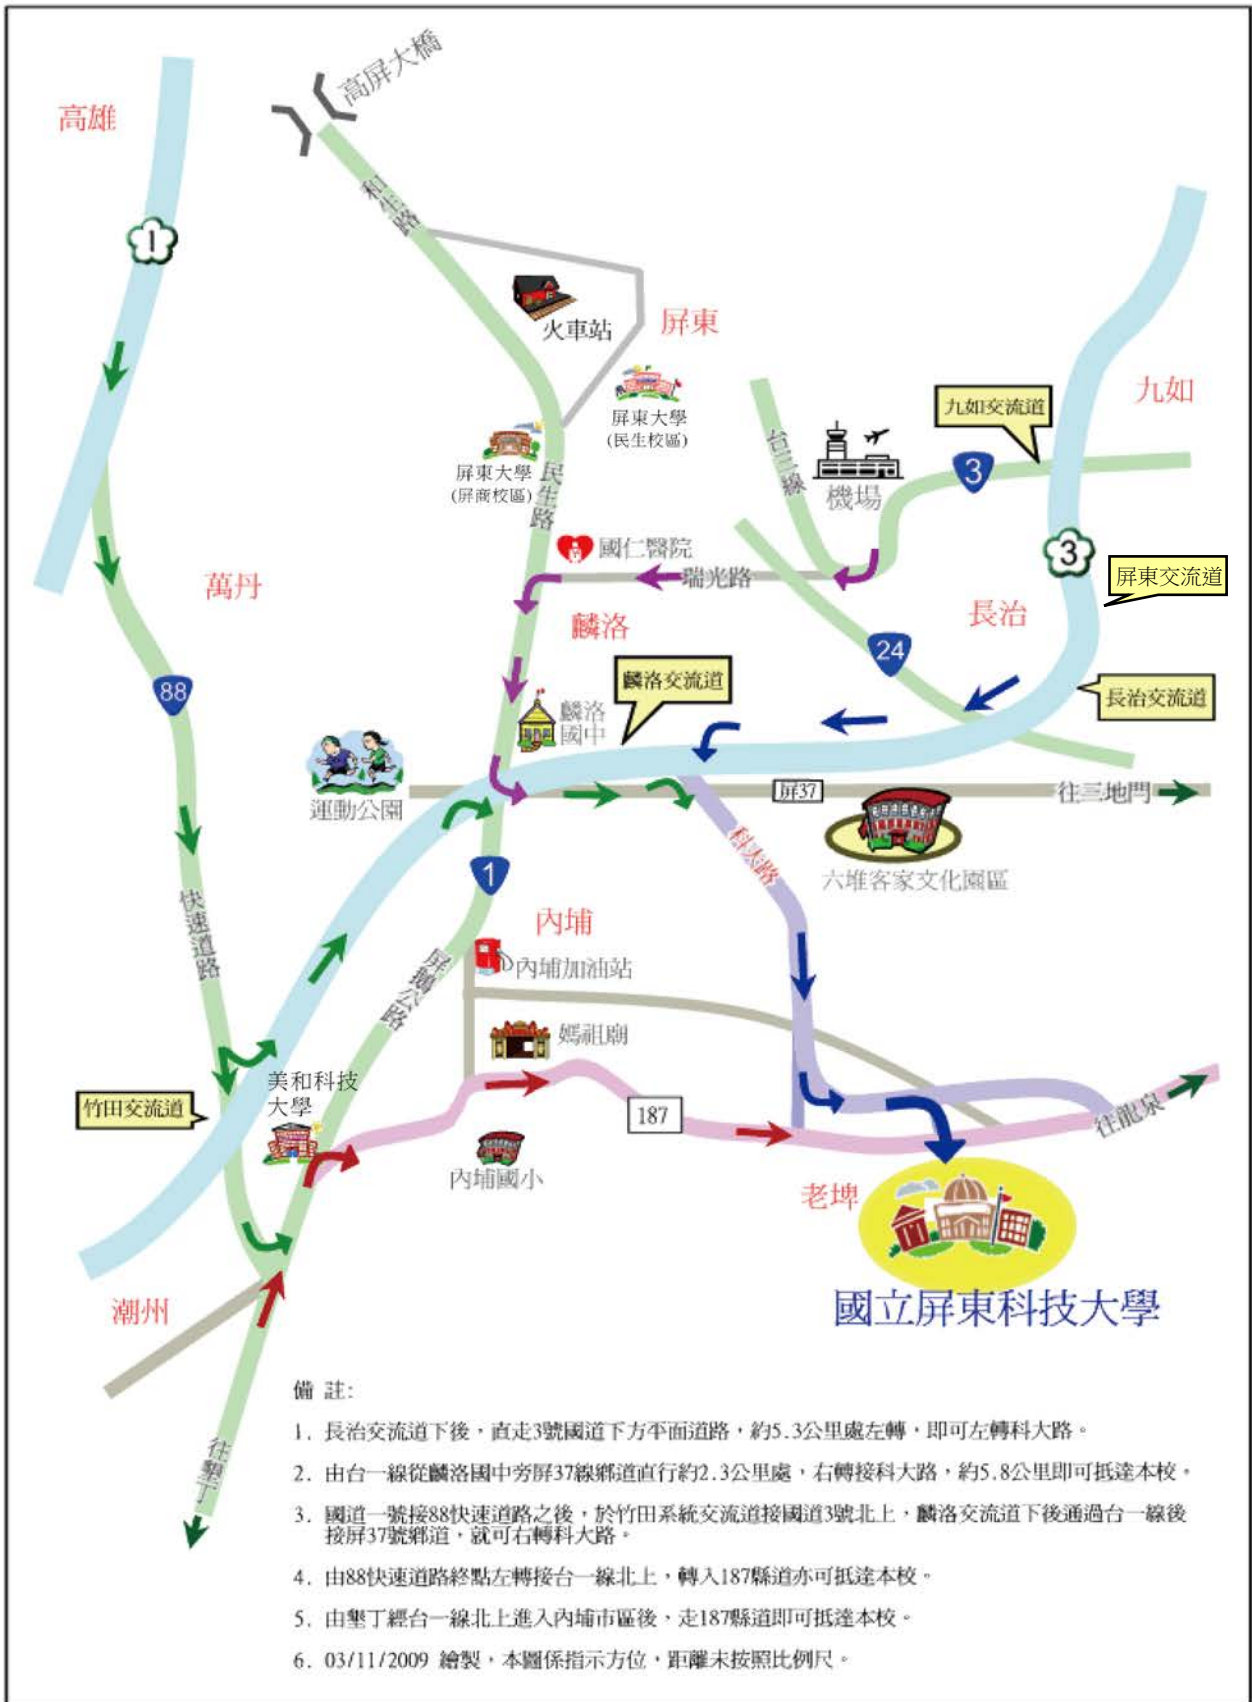 高屏大橋
高雄
和生路
1
火車站
屏東
九如
九如交流道
屏東大學
(民生校區)
台三線
屏東大學
(屏商校區)
民生路
機場
3
國仁醫院
3
瑞光路
屏東交流道
萬丹
麟洛
長治
24
88
麟洛交流道
長治交流道
麟洛
國中
運動公園
屏37
往三地門
科大路
1
六堆客家文化園區
快速道路
內埔
屏鵝公路
內埔加油站
媽祖廟
美和科技
大學
竹田交流道
187
往龍泉
內埔國小
老埤
潮州
國立屏東科技大學
往墾丁
備 註:
1. 長治交流道下後，直走3號國道下方平面道路，約5.3公里處左轉，即可左轉科大路。
2. 由台一線從麟洛國中旁屏37線鄉道直行約2.3公里處，右轉接科大路，約5.8公里即可抵達本校。
3. 國道一號接88快速道路之後，於竹田系統交流道接國道3號北上，麟洛交流道下後通過台一線後
接屏37號鄉道，就可右轉科大路。
4. 由88快速道路終點左轉接台一線北上，轉入187縣道亦可抵達本校。
5. 由墾丁經台一線北上進入內埔市區後、走187縣道即可抵達本校。
6. 03/11/2009 繪製，本圖係指示方位，距離未按照比例尺。